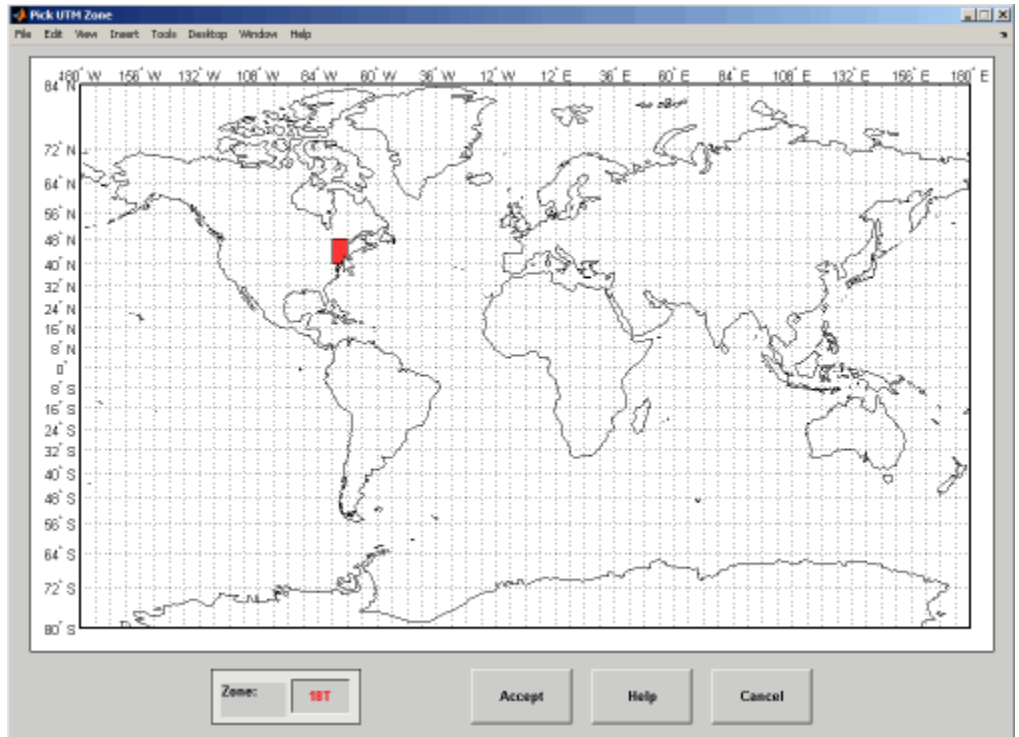 Pick UTM Zone
File Edit View Insert Tools Desktop Window Help
180° W 156° W 132° W 108° W 84° W 60° W 36° W 12° W 12° E 36° E 60° E 84° E 108° E 132° E 156° E 180° E
84° N
72° N
64° N
56° N
48° N
40° N
32° N
24° N
16° N
8° N
0°
8° S
16° S
24° S
32° S
40° S
48° S
56° S
64° S
72° S
80° S
Zone: 18T Accept Help Cancel